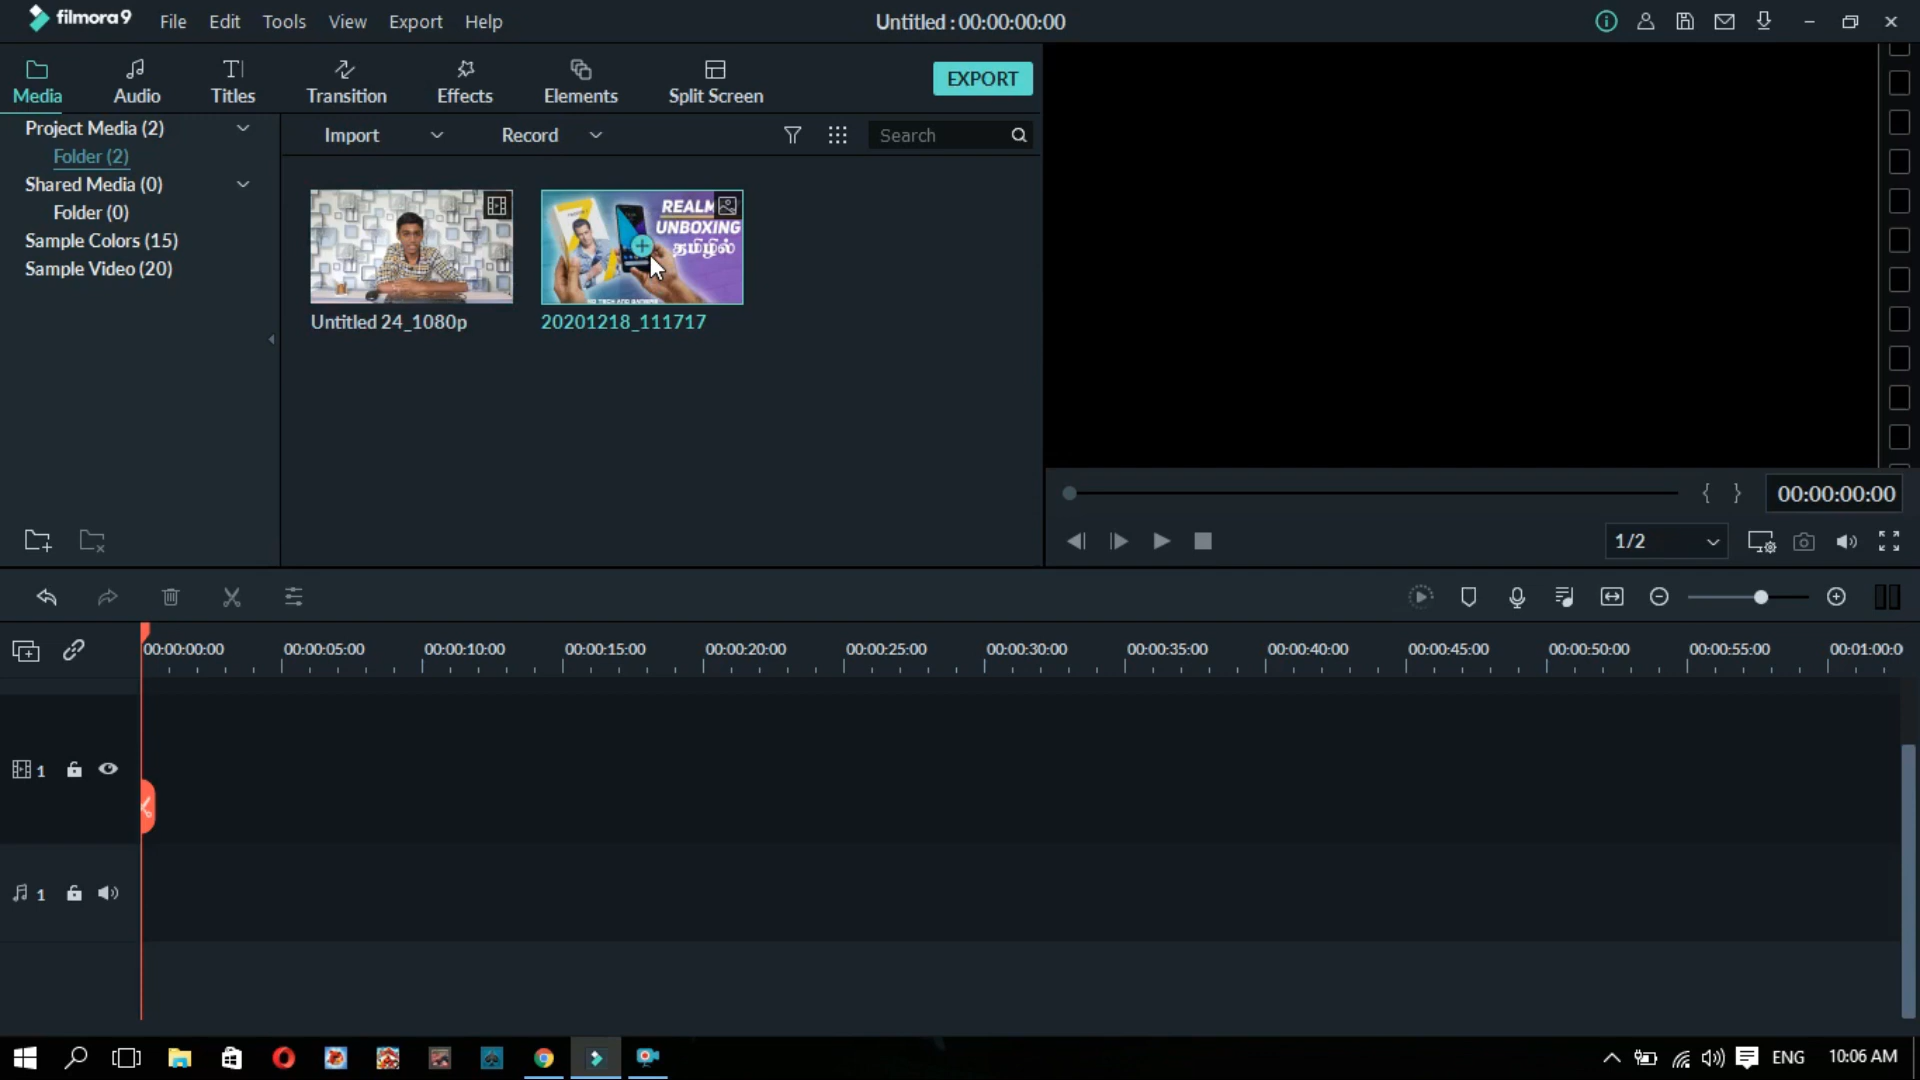 filmora9
File Edit Tools View Export Help
Untitled : 00:00:00:00
Media
Audio
Titles
Transition
Effects
Elements
Split Screen
EXPORT
Project Media (2)
Folder (2)
Shared Media (0)
Folder (0)
Sample Colors (15)
Sample Video (20)
Import
Record
Search
REALM
UNBOXING
தமிழில்
Untitled 24_1080p
20201218_111717
00:00:00:00
1/2
00:00:00:00 00:00:05:00 00:00:10:00 00:00:15:00 00:00:20:00 00:00:25:00 00:00:30:00 00:00:35:00 00:00:40:00 00:00:45:00 00:00:50:00 00:00:55:00 00:01:00:0
1
1
ENG
10:06 AM